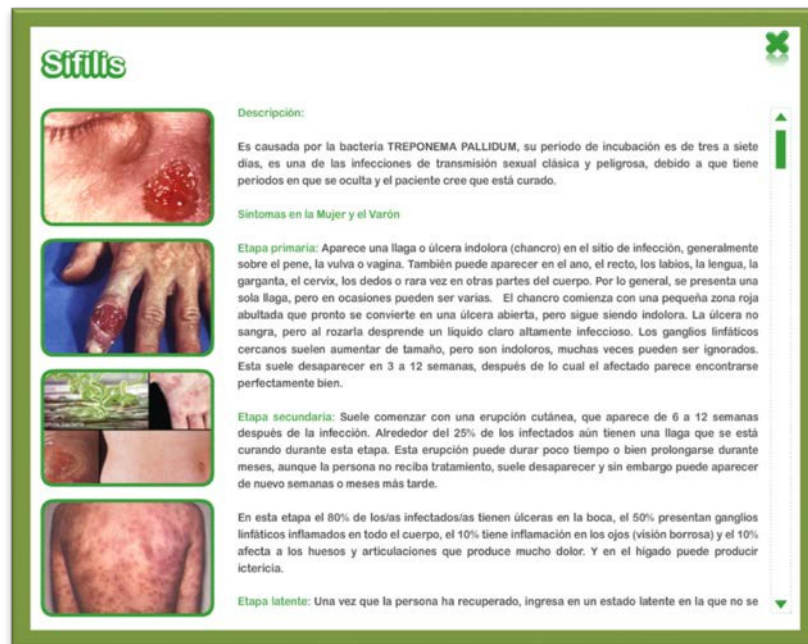 Sifilis
Descripción:
Es causada por la bacteria TREPONEMA PALLIDUM, su periodo de incubación es de tres a siete
días, es una de las infecciones de transmisión sexual clásica y peligrosa, debido a que tiene
periodos en que se oculta y el paciente cree que está curado.
Síntomas en la Mujer y el Varón
Etapa primaria: Aparece una llaga o úlcera indolora (chancro) en el sitio de infección, generalmente
sobre el pene, la vulva o vagina. También puede aparecer en el ano, el recto, los labios, la lengua, la
garganta, el cervix, los dedos o rara vez en otras partes del cuerpo. Por lo general, se presenta una
sola llaga, pero en ocasiones pueden ser varias. El chancro comienza con una pequeña zona roja
abultada que pronto se convierte en una úlcera abierta, pero sigue siendo indolora. La úlcera no
sangra, pero al rozarla desprende un líquido claro altamente infeccioso. Los ganglios linfáticos
cercanos suelen aumentar de tamaño, pero son indoloros, muchas veces pueden ser ignorados.
Esta suele desaparecer en 3 a 12 semanas, después de lo cual el afectado parece encontrarse
perfectamente bien.
Etapa secundaria: Suele comenzar con una erupción cutánea, que aparece de 6 a 12 semanas
después de la infección. Alrededor del 25% de los infectados aún tienen una llaga que se está
curando durante esta etapa. Esta erupción puede durar poco tiempo o bien prolongarse durante
meses, aunque la persona no reciba tratamiento, suele desaparecer y sin embargo puede aparecer
de nuevo semanas o meses más tarde.
En esta etapa el 80% de los/as infectados/as tienen úlceras en la boca, el 50% presentan ganglios
linfáticos inflamados en todo el cuerpo, el 10% tiene inflamación en los ojos (visión borrosa) y el 10%
afecta a los huesos y articulaciones que produce mucho dolor. Y en el hígado puede producir
ictericia.
Etapa latente: Una vez que la persona ha recuperado, ingresa en un estado latente en la que no se